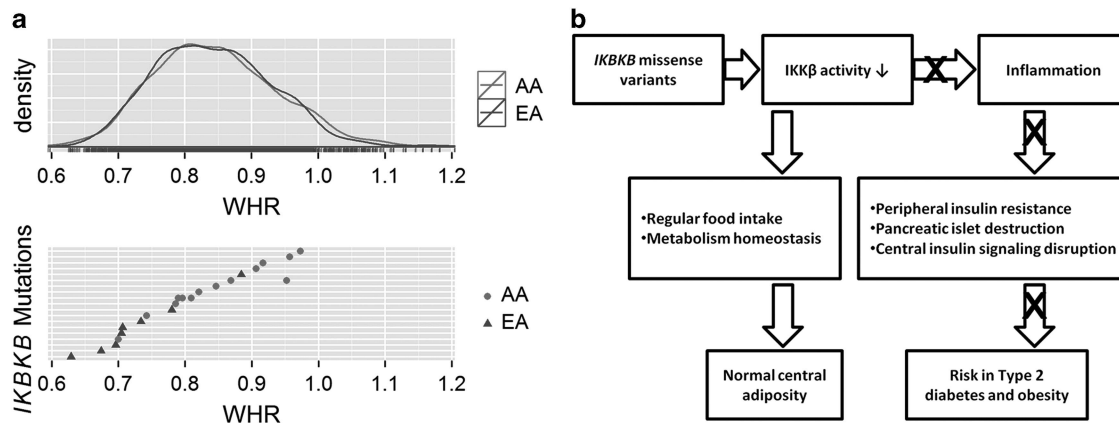 a
density
AA
EA
0.6 0.7 0.8 0.9 1.0 1.1 1.2
WHR
IKBKB Mutations
AA
EA
0.6 0.7 0.8 0.9 1.0 1.1 1.2
WHR
b
IKBKB missense
variants
IKKβ activity ↓
X
Inflammation
X
•Regular food intake
•Metabolism homeostasis
•Peripheral insulin resistance
•Pancreatic islet destruction
•Central insulin signaling disruption
X
Normal central
adiposity
Risk in Type 2
diabetes and obesity